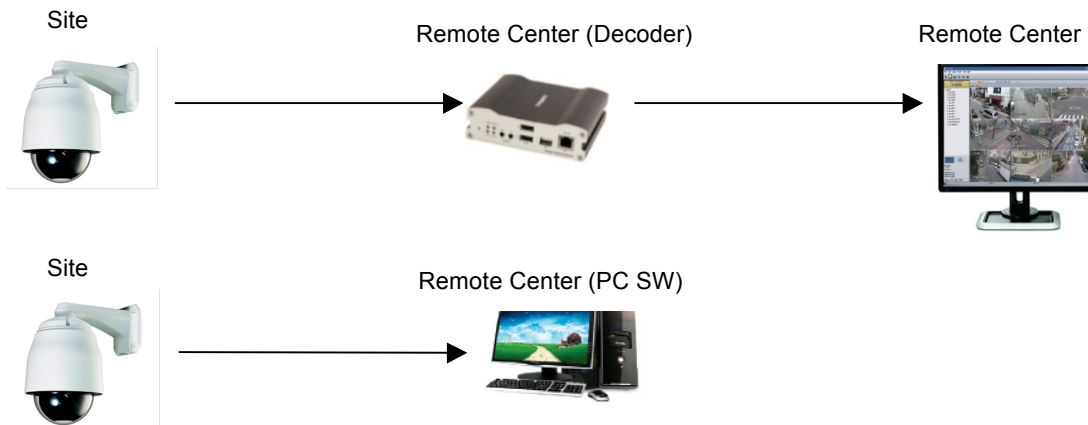 Site
Remote Center (Decoder)
Remote Center
Site
Remote Center (PC SW)